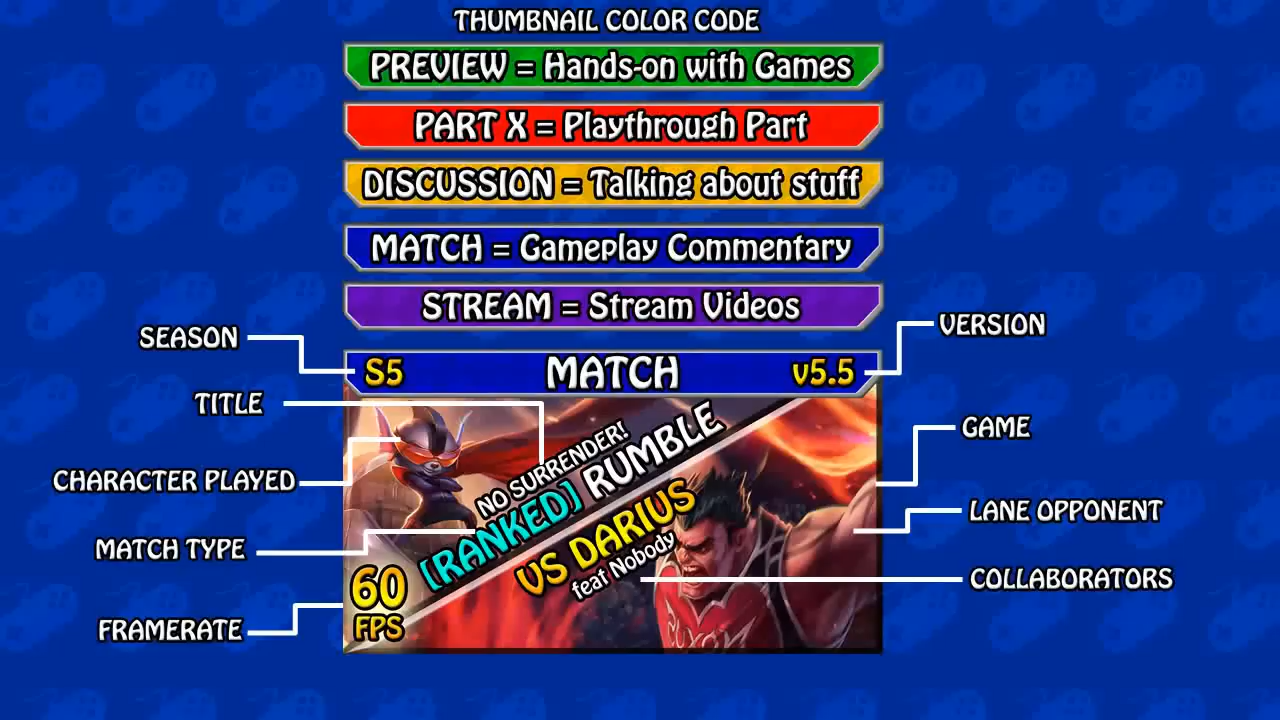 THUMBNAIL COLOR CODE
PREVIEW = Hands-on with Games
PART X = Playthrough Part
DISCUSSION = Talking about stuff
MATCH = Gameplay Commentary
STREAM = Stream Videos
SEASON
VERSION
S5 MATCH v5.5
TITLE
GAME
CHARACTER PLAYED
LANE OPPONENT
MATCH TYPE
COLLABORATORS
FRAMERATE
NO SURRENDER!
[RANKED] RUMBLE
VS DARIUS
feat Nobody
60
FPS